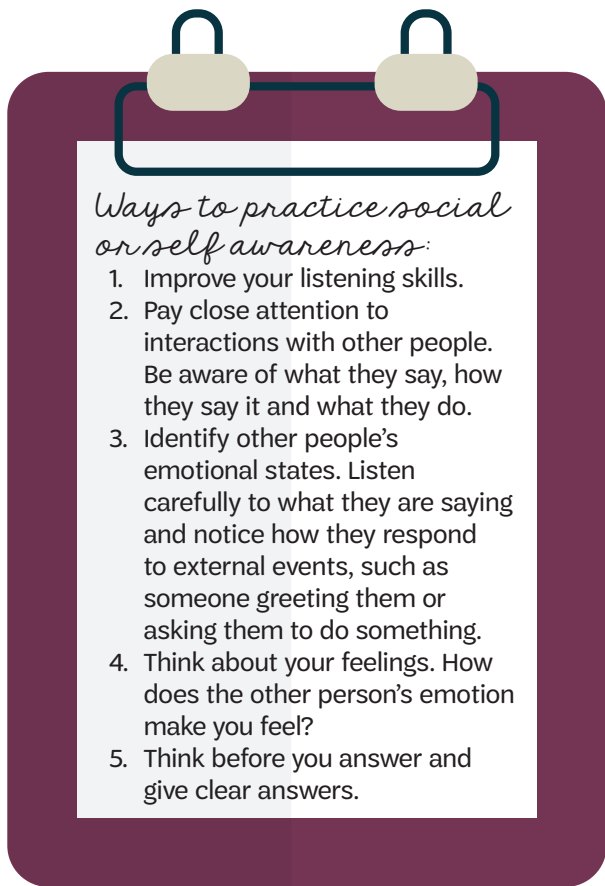 Ways to practice social
or self awareness:
1. Improve your listening skills.
2. Pay close attention to
interactions with other people.
Be aware of what they say, how
they say it and what they do.
3. Identify other people’s
emotional states. Listen
carefully to what they are saying
and notice how they respond
to external events, such as
someone greeting them or
asking them to do something.
4. Think about your feelings. How
does the other person’s emotion
make you feel?
5. Think before you answer and
give clear answers.